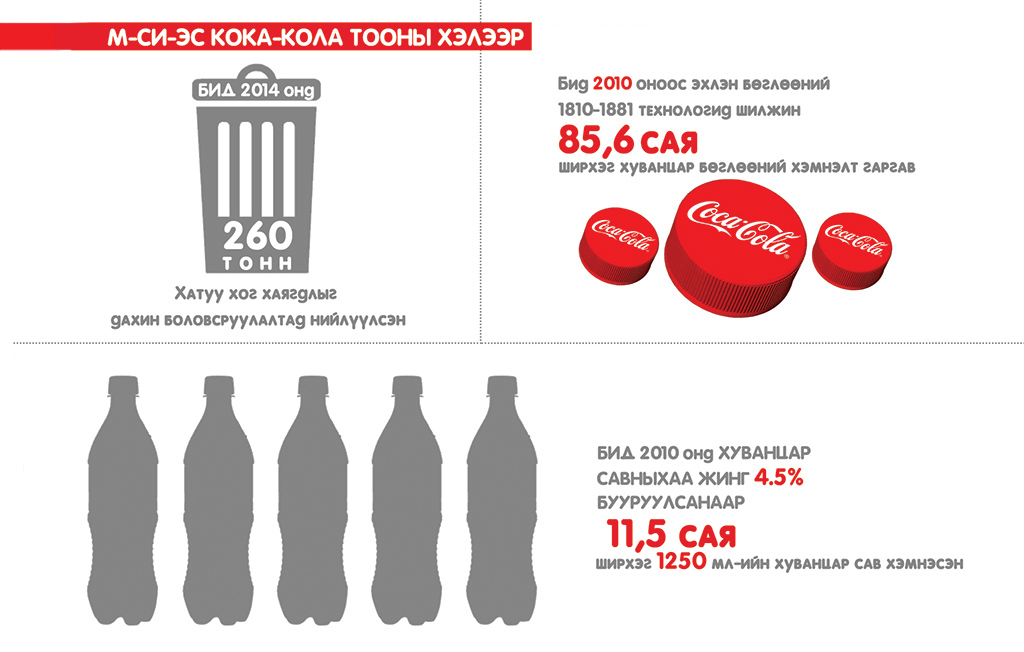 М-СИ-ЭС КОКА-КОЛА ТООНЫ ХЭЛЭЭР
БИД 2014 онд
260
ТОНН
Хатуу хог хаягдлыг
дахин боловсруулалтад нийлүүлсэн
Бид 2010 оноос эхлэн бөглөөний
1810-1881 технологид шилжин
85,6 САЯ
ширхэг хуванцар бөглөөний хэмнэлт гаргав
Coca-Cola
Coca-Cola®
Coca-Cola
БИД 2010 онд ХУВАНЦАР
САВНЫХАА ЖИНГ 4.5%
БУУРУУЛСАНААР
11,5 САЯ
ширхэг 1250 мл-ийн хуванцар сав хэмнэсэн